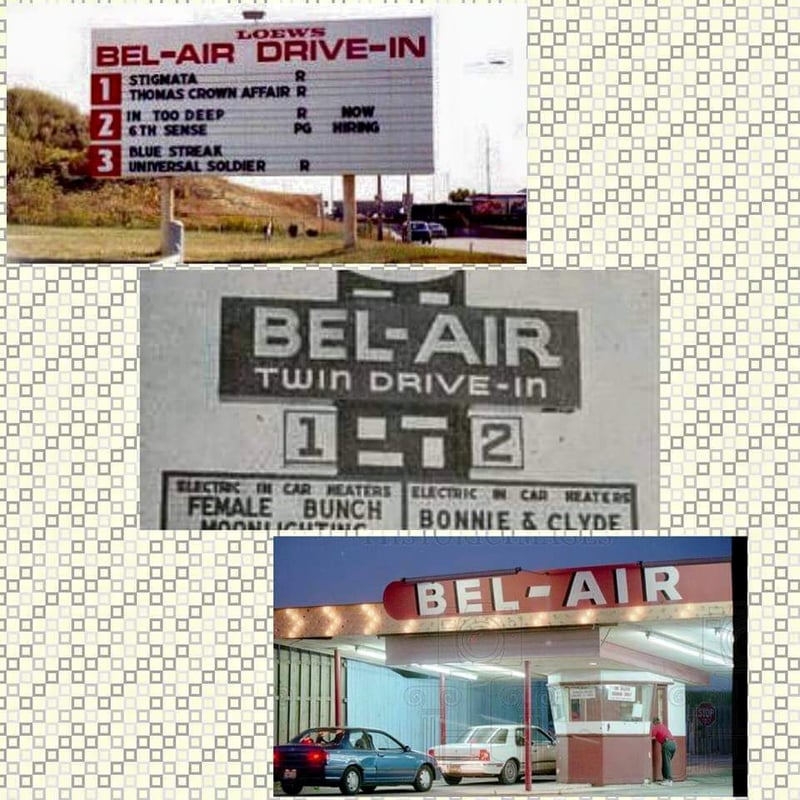 LOEWS
BEL-AIR DRIVE-IN
1 STIGMATA R
THOMAS CROWN AFFAIR R
2 IN TOO DEEP R NOW
6TH SENSE PG HIRING
3 BLUE STREAK
UNIVERSAL SOLDIER R
BEL-AIR
TWIN DRIVE-IN
1 2
ELECTRIC IN CAR HEATERS
FEMALE BUNCH
MOONLIGHTING
ELECTRIC IN CAR HEATERS
BONNIE & CLYDE
HISTORICIMAGES
BEL-AIR
STOP